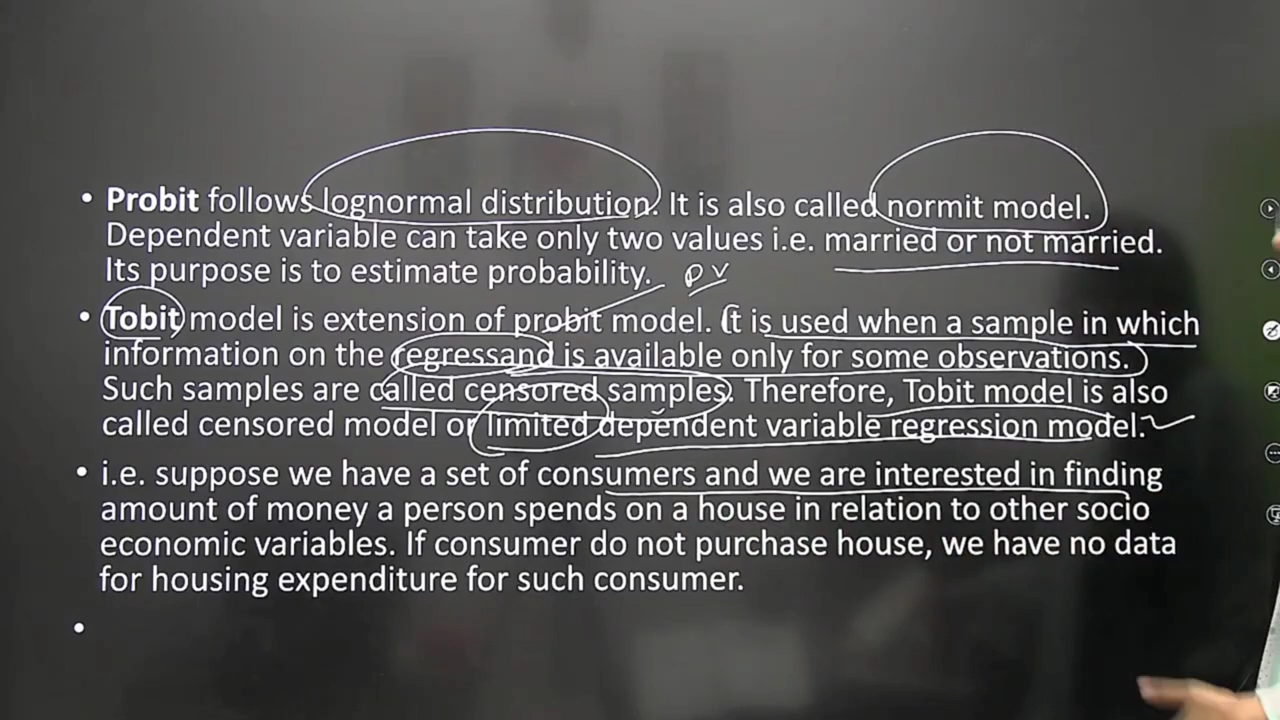 • Probit follows lognormal distribution. It is also called normit model.
Dependent variable can take only two values i.e. married or not married.
Its purpose is to estimate probability. DV
• Tobit model is extension of probit model. It is used when a sample in which
information on the regressand is available only for some observations.
Such samples are called censored samples. Therefore, Tobit model is also
called censored model or limited dependent variable regression model.
• i.e. suppose we have a set of consumers and we are interested in finding
amount of money a person spends on a house in relation to other socio
economic variables. If consumer do not purchase house, we have no data
for housing expenditure for such consumer.
•